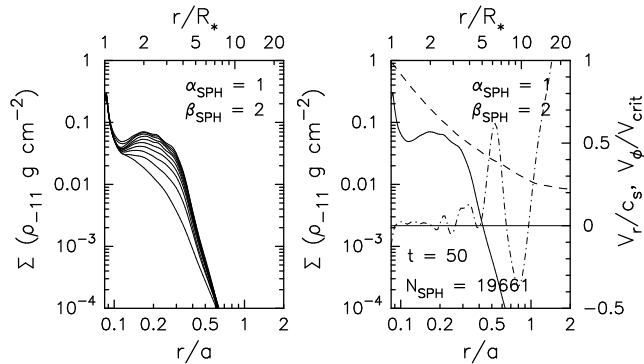 r/R* r/R*
1 2 5 10 20 1 2 5 10 20
1 1 1
α_SPH = 1 α_SPH = 1
β_SPH = 2 β_SPH = 2
0.1 0.1 0.5
0.01 0.01
10⁻³ 10⁻³ 0
t = 50
N_SPH = 19661
10⁻⁴ 10⁻⁴ −0.5
Σ (ρ₋₁₁ g cm⁻²) Σ (ρ₋₁₁ g cm⁻²) V_r/c_s, V_ϕ/V_crit
0.1 0.2 0.5 1 2 0.1 0.2 0.5 1 2
r/a r/a